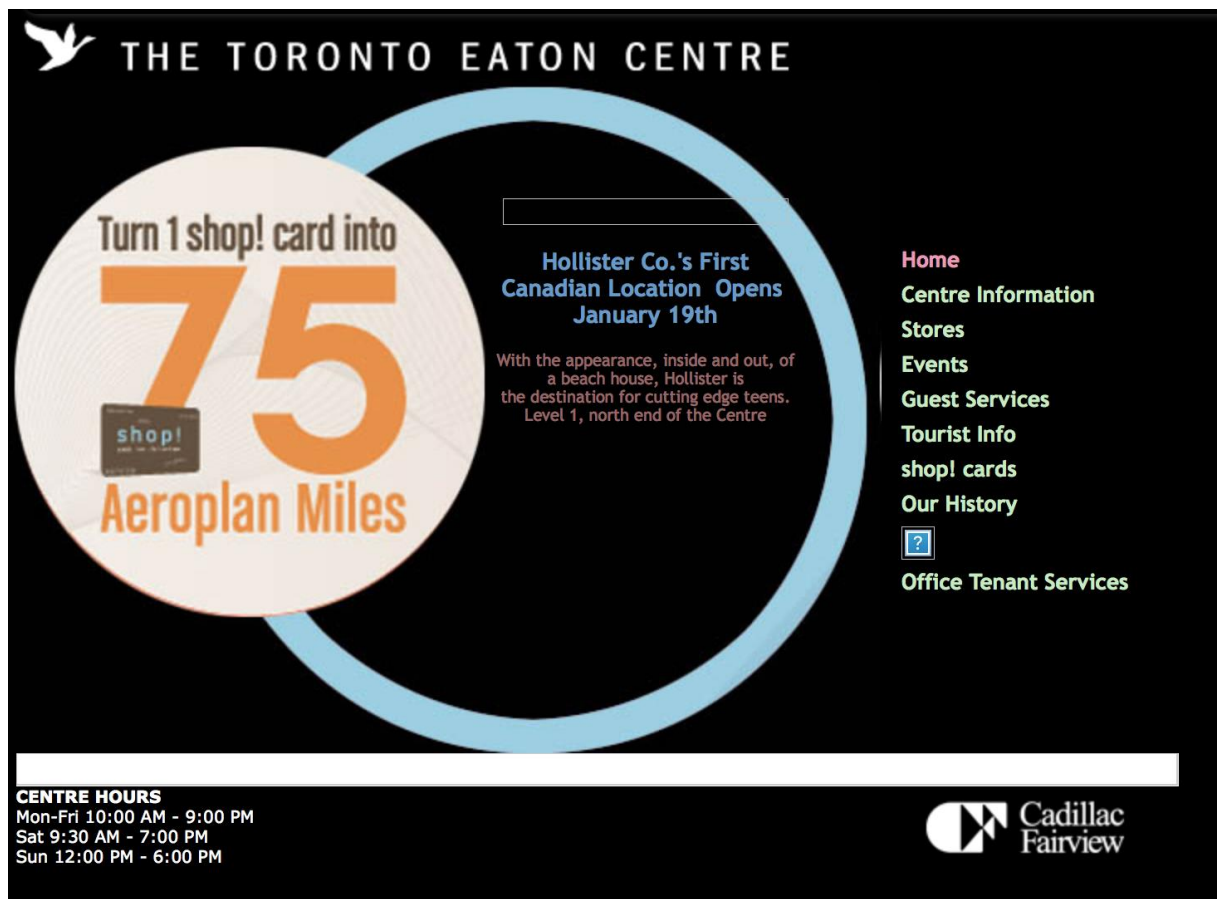 THE TORONTO EATON CENTRE
Turn 1 shop! card into
75
shop!
Aeroplan Miles
Hollister Co.'s First
Canadian Location Opens
January 19th
With the appearance, inside and out, of
a beach house, Hollister is
the destination for cutting edge teens.
Level 1, north end of the Centre
Home
Centre Information
Stores
Events
Guest Services
Tourist Info
shop! cards
Our History
?
Office Tenant Services
CENTRE HOURS
Mon-Fri 10:00 AM - 9:00 PM
Sat 9:30 AM - 7:00 PM
Sun 12:00 PM - 6:00 PM
Cadillac
Fairview